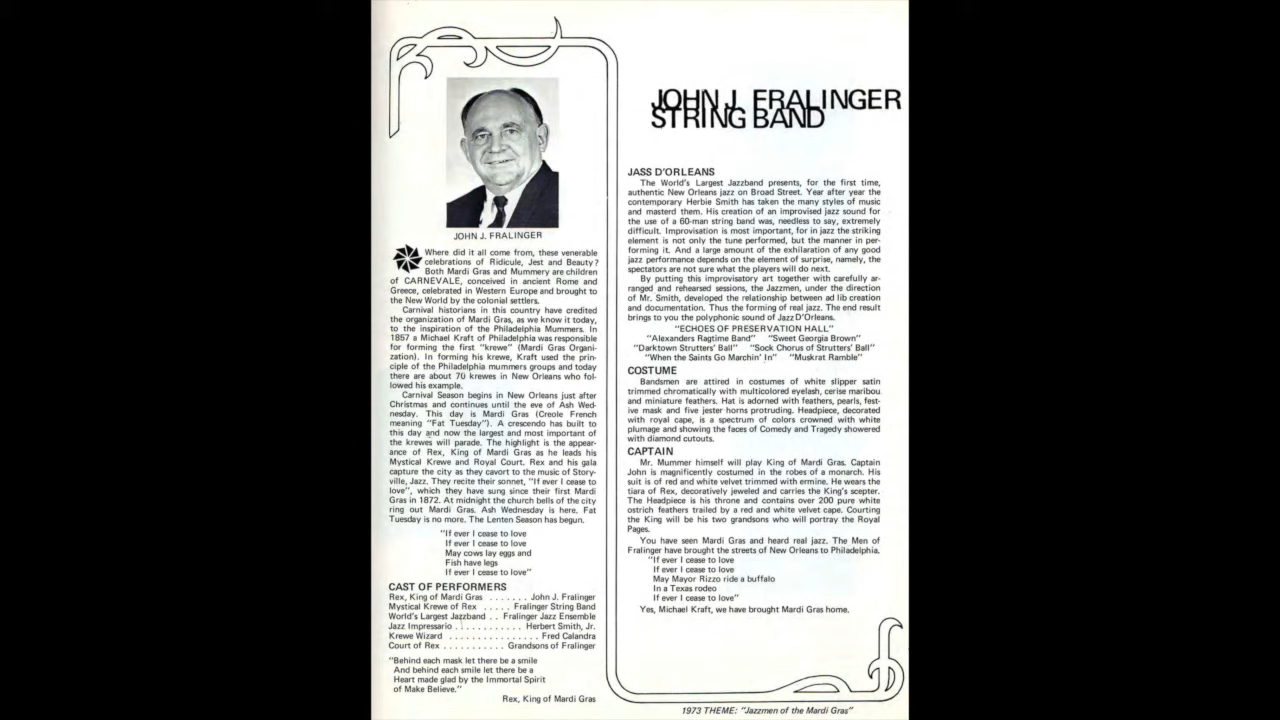 JOHN J. FRALINGER
Where did it all come from, these venerable
celebrations of Ridicule, Jest and Beauty?
Both Mardi Gras and Mummery are children
of CARNEVALE, conceived in ancient Rome and
Greece, celebrated in Western Europe and brought to
the New World by the colonial settlers.
Carnival historians in this country have credited
the organization of Mardi Gras, as we know it today,
to the inspiration of the Philadelphia Mummers. In
1857 a Michael Kraft of Philadelphia was responsible
for forming the first "krewe" (Mardi Gras Organi-
zation). In forming his krewe, Kraft used the prin-
ciple of the Philadelphia mummers groups and today
there are about 70 krewes in New Orleans who fol-
lowed his example.
Carnival Season begins in New Orleans just after
Christmas and continues until the eve of Ash Wed-
nesday. This day is Mardi Gras (Creole French
meaning "Fat Tuesday"). A crescendo has built to
this day and now the largest and most important of
the krewes will parade. The highlight is the appear-
ance of Rex, King of Mardi Gras as he leads his
Mystical Krewe and Royal Court. Rex and his gala
capture the city as they cavort to the music of Story-
ville, Jazz. They recite their sonnet, "If ever I cease to
love", which they have sung since their first Mardi
Gras in 1872. At midnight the church bells of the city
ring out Mardi Gras. Ash Wednesday is here. Fat
Tuesday is no more. The Lenten Season has begun.
"If ever I cease to love
If ever I cease to love
May cows lay eggs and
Fish have legs
If ever I cease to love"
CAST OF PERFORMERS
Rex, King of Mardi Gras ....... John J. Fralinger
Mystical Krewe of Rex ..... Fralinger String Band
World's Largest Jazzband .. Fralinger Jazz Ensemble
Jazz Impressario ........... Herbert Smith, Jr.
Krewe Wizard ................ Fred Calandra
Court of Rex ........... Grandsons of Fralinger
"Behind each mask let there be a smile
And behind each smile let there be a
Heart made glad by the Immortal Spirit
of Make Believe."
Rex, King of Mardi Gras
JOHN J. FRALINGER
STRING BAND
JASS D'ORLEANS
The World's Largest Jazzband presents, for the first time,
authentic New Orleans jazz on Broad Street. Year after year the
contemporary Herbie Smith has taken the many styles of music
and masterd them. His creation of an improvised jazz sound for
the use of a 60-man string band was, needless to say, extremely
difficult. Improvisation is most important, for in jazz the striking
element is not only the tune performed, but the manner in per-
forming it. And a large amount of the exhilaration of any good
jazz performance depends on the element of surprise, namely, the
spectators are not sure what the players will do next.
By putting this improvisatory art together with carefully ar-
ranged and rehearsed sessions, the Jazzmen, under the direction
of Mr. Smith, developed the relationship between ad lib creation
and documentation. Thus the forming of real jazz. The end result
brings to you the polyphonic sound of Jazz D'Orleans.
"ECHOES OF PRESERVATION HALL"
"Alexanders Ragtime Band" "Sweet Georgia Brown"
"Darktown Strutters' Ball" "Sock Chorus of Strutters' Ball"
"When the Saints Go Marchin' In" "Muskrat Ramble"
COSTUME
Bandsmen are attired in costumes of white slipper satin
trimmed chromatically with multicolored eyelash, cerise maribou
and miniature feathers. Hat is adorned with feathers, pearls, fest-
ive mask and five jester horns protruding. Headpiece, decorated
with royal cape, is a spectrum of colors crowned with white
plumage and showing the faces of Comedy and Tragedy showered
with diamond cutouts.
CAPTAIN
Mr. Mummer himself will play King of Mardi Gras. Captain
John is magnificently costumed in the robes of a monarch. His
suit is of red and white velvet trimmed with ermine. He wears the
tiara of Rex, decoratively jeweled and carries the King's scepter.
The Headpiece is his throne and contains over 200 pure white
ostrich feathers trailed by a red and white velvet cape. Courting
the King will be his two grandsons who will portray the Royal
Pages.
You have seen Mardi Gras and heard real jazz. The Men of
Fralinger have brought the streets of New Orleans to Philadelphia.
"If ever I cease to love
If ever I cease to love
May Mayor Rizzo ride a buffalo
In a Texas rodeo
If ever I cease to love"
Yes, Michael Kraft, we have brought Mardi Gras home.
1973 THEME: "Jazzmen of the Mardi Gras"